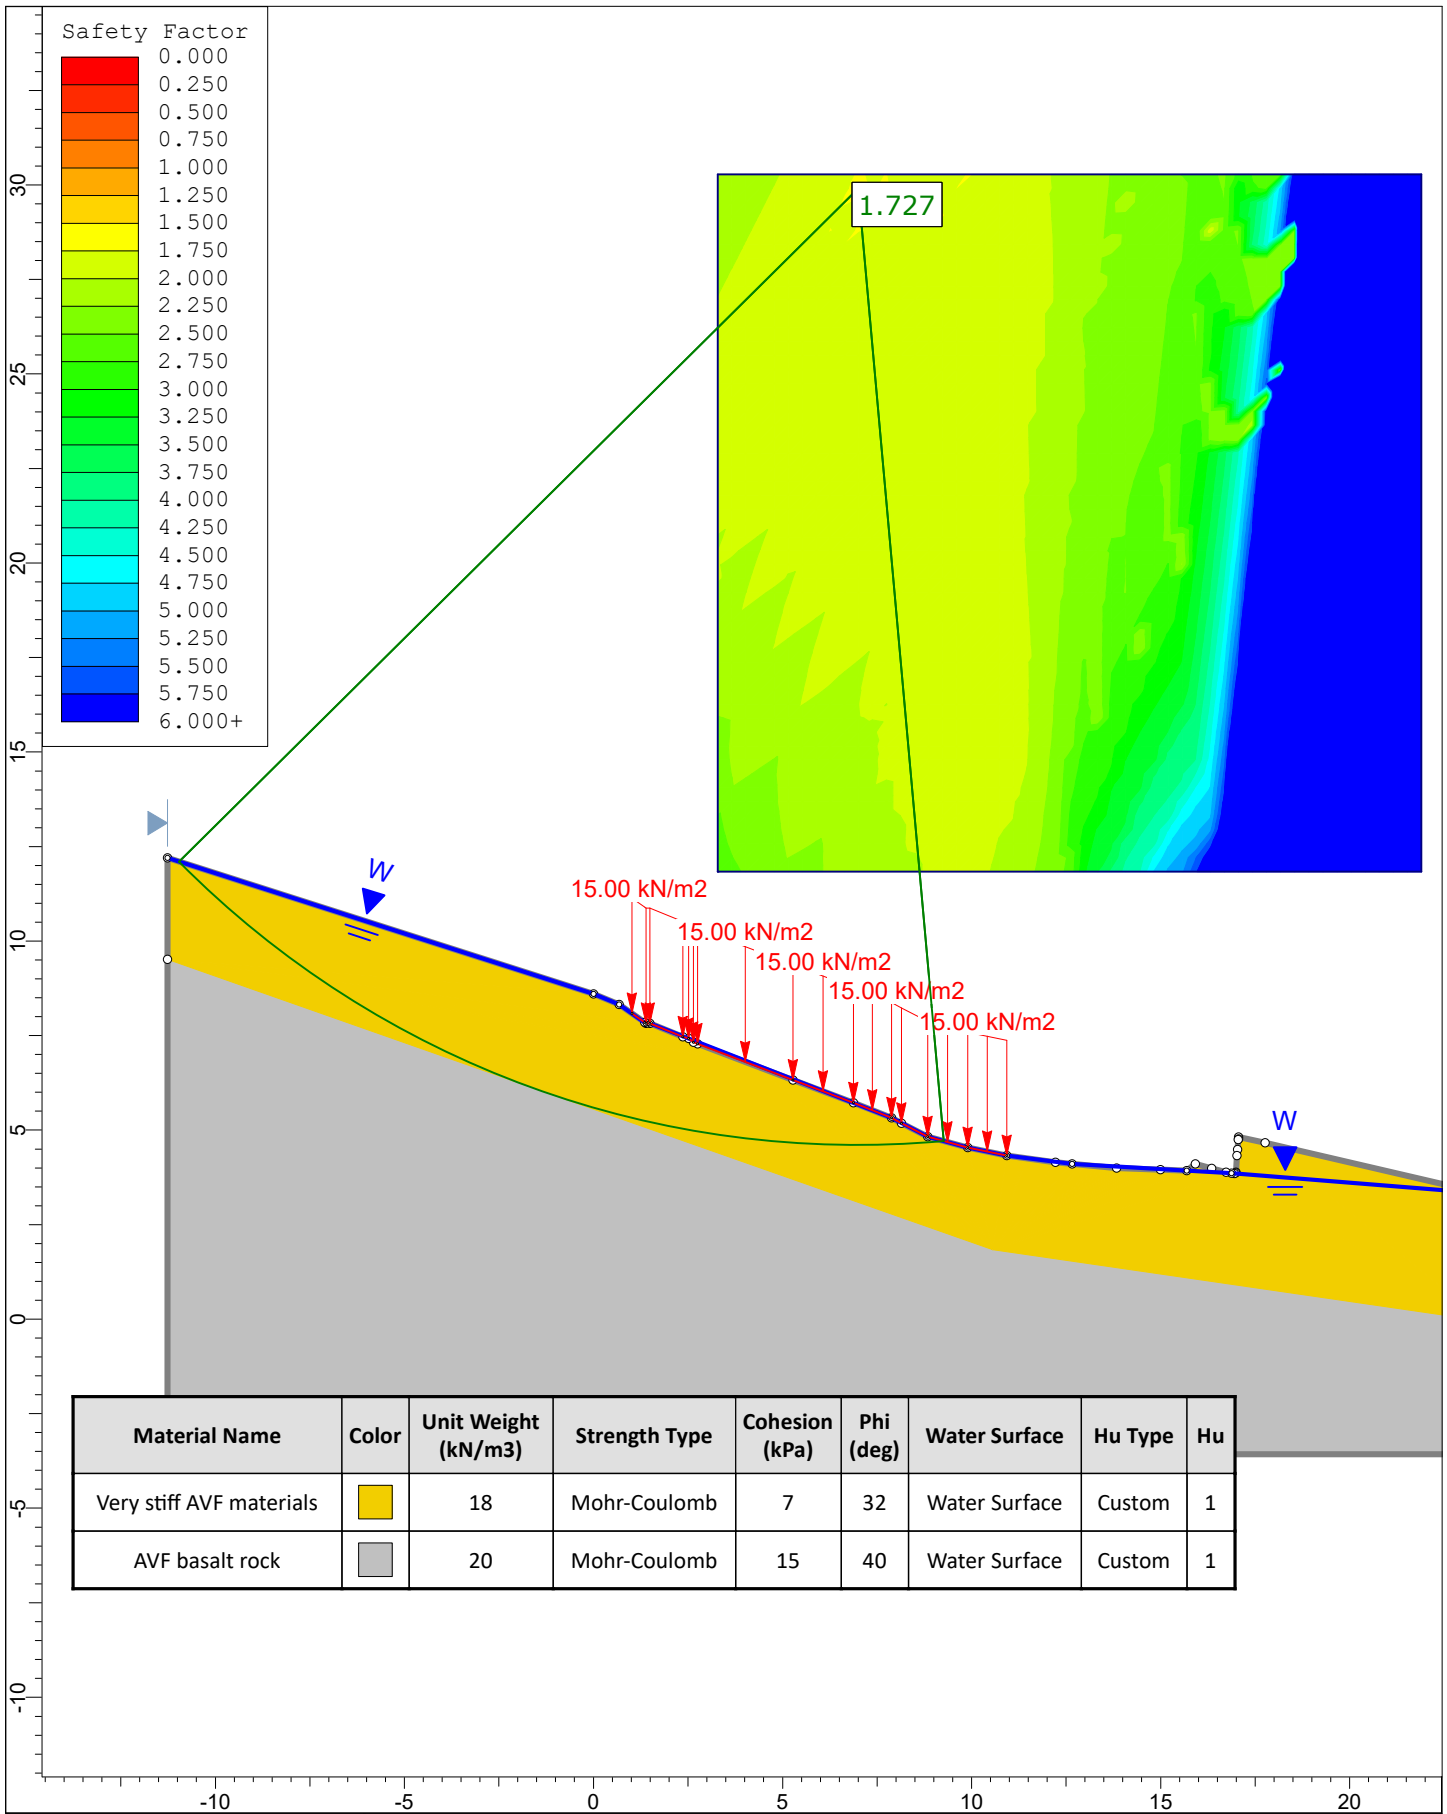 Safety Factor
0.000
0.250
0.500
0.750
1.000
1.250
1.500
1.750
2.000
2.250
2.500
2.750
3.000
3.250
3.500
3.750
4.000
4.250
4.500
4.750
5.000
5.250
5.500
5.750
6.000+
1.727
W
15.00 kN/m2
15.00 kN/m2
15.00 kN/m2
15.00 kN/m2
15.00 kN/m2
W
30
25
20
15
10
5
0
-5
-10
Material Name Color Unit Weight (kN/m3) Strength Type Cohesion (kPa) Phi (deg) Water Surface Hu Type Hu
Very stiff AVF materials 18 Mohr-Coulomb 7 32 Water Surface Custom 1
AVF basalt rock 20 Mohr-Coulomb 15 40 Water Surface Custom 1
-10 -5 0 5 10 15 20